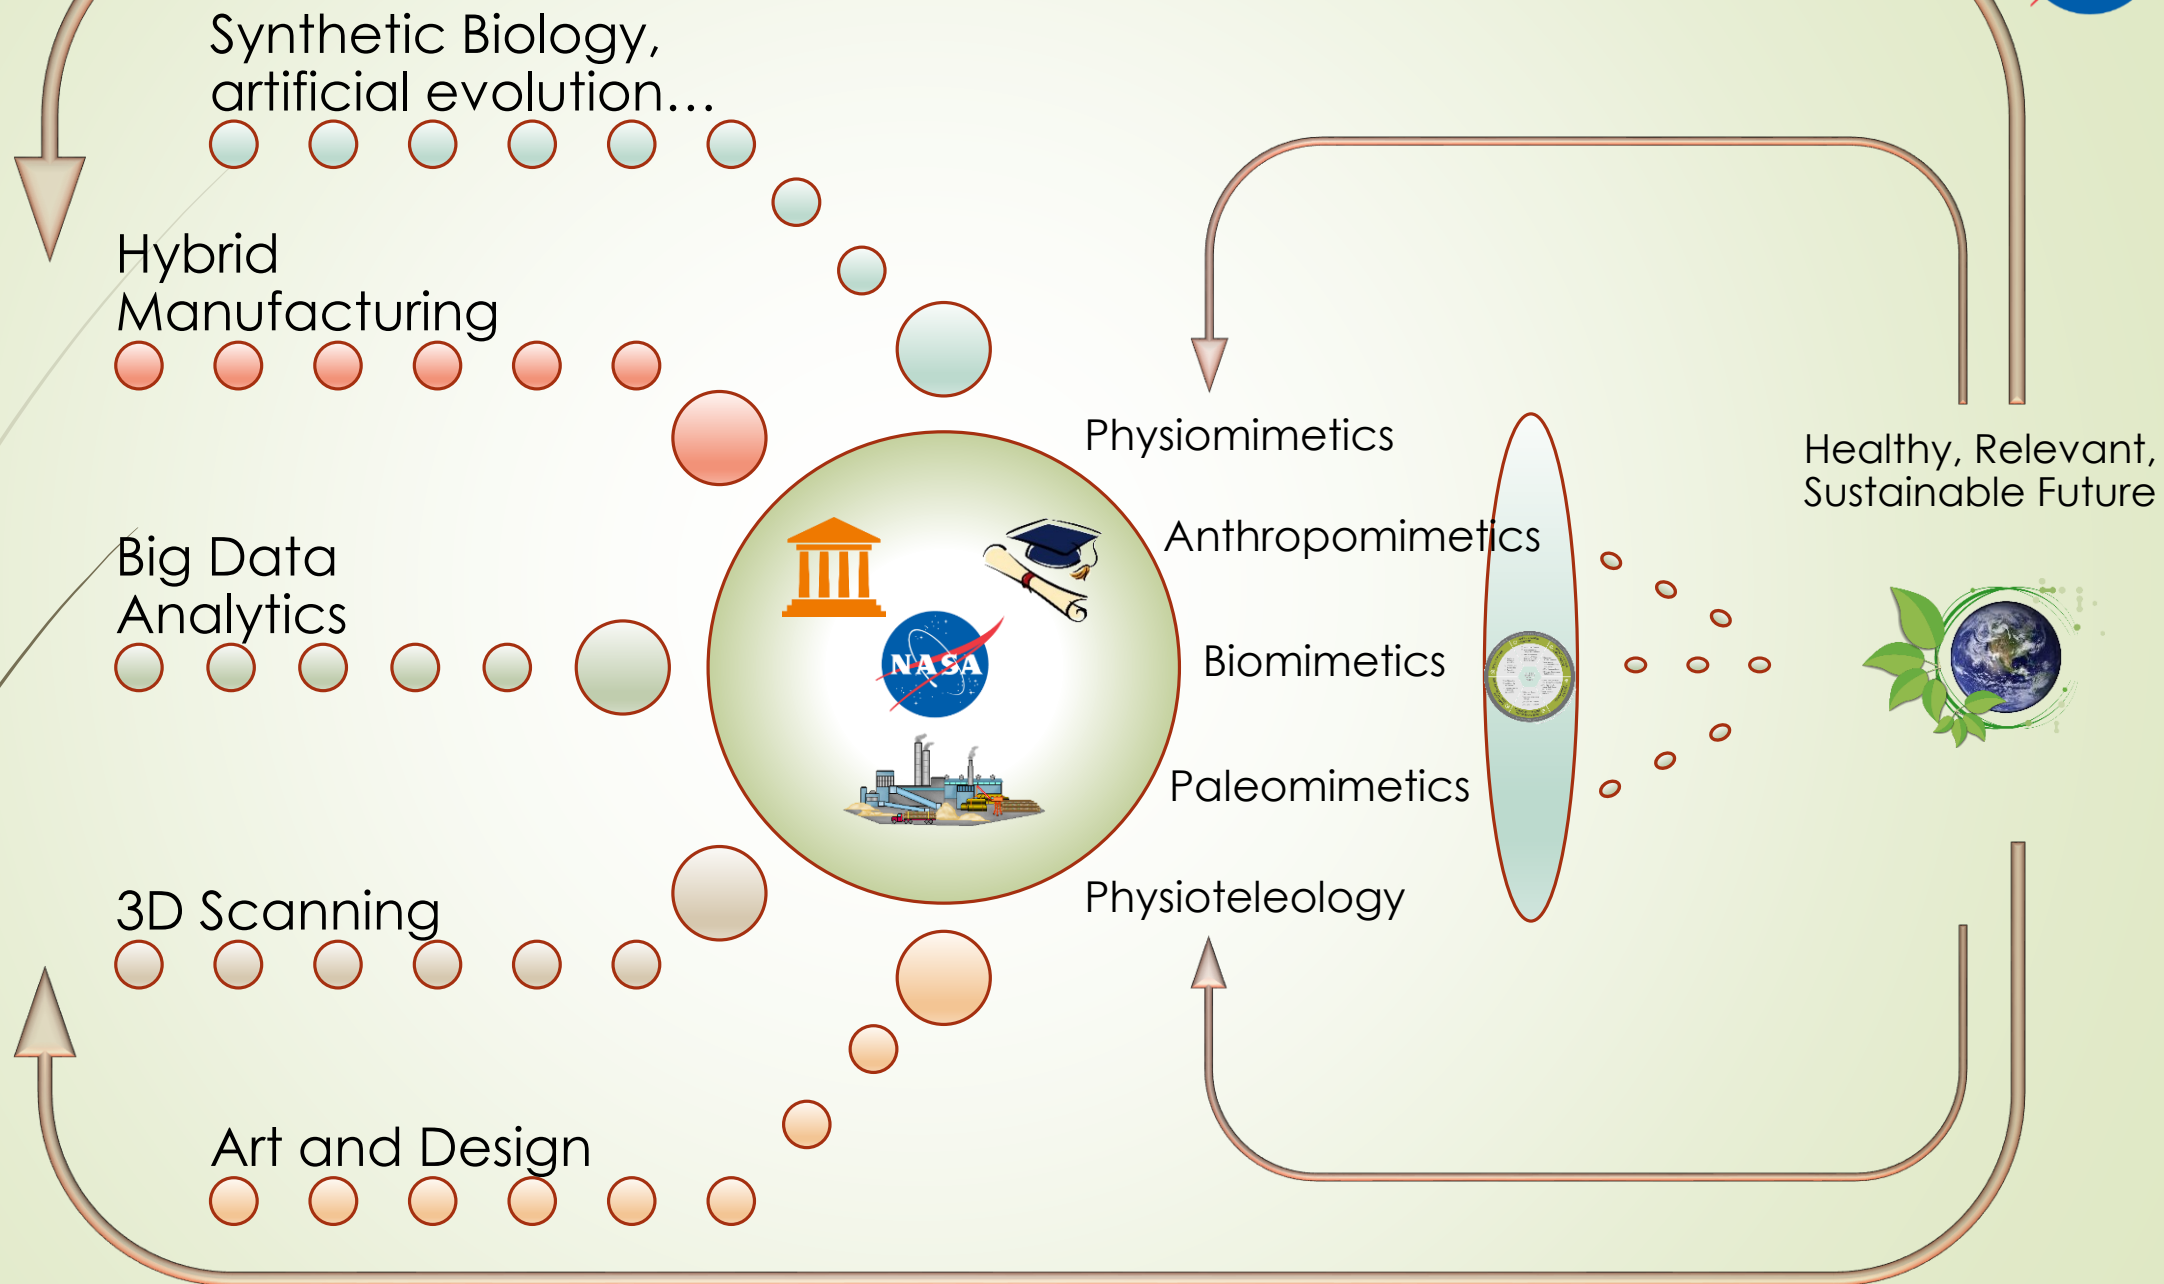 Synthetic Biology,
artificial evolution…
Hybrid
Manufacturing
Big Data
Analytics
3D Scanning
Art and Design
NASA
Physiomimetics
Anthropomimetics
Biomimetics
Paleomimetics
Physioteleology
Healthy, Relevant,
Sustainable Future